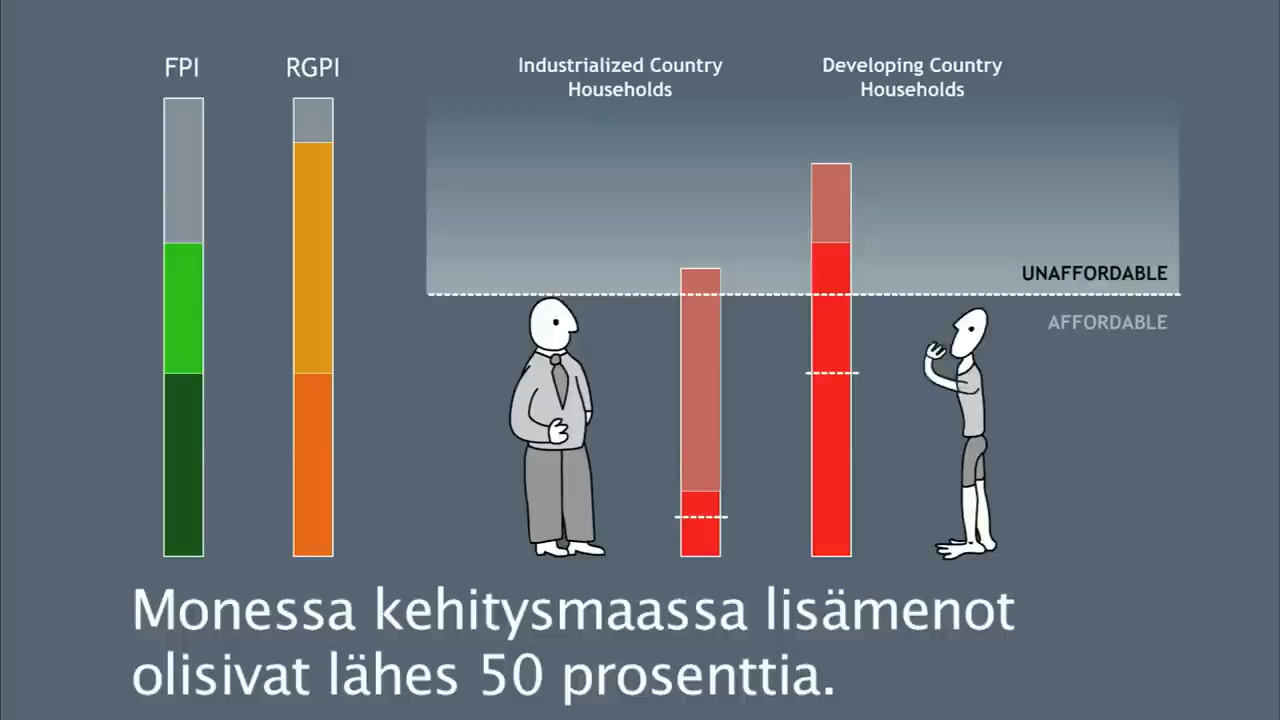 FPI
RGPI
Industrialized Country
Households
Developing Country
Households
UNAFFORDABLE
AFFORDABLE
Monessa kehitysmaassa lisämenot
olisivat lähes 50 prosenttia.